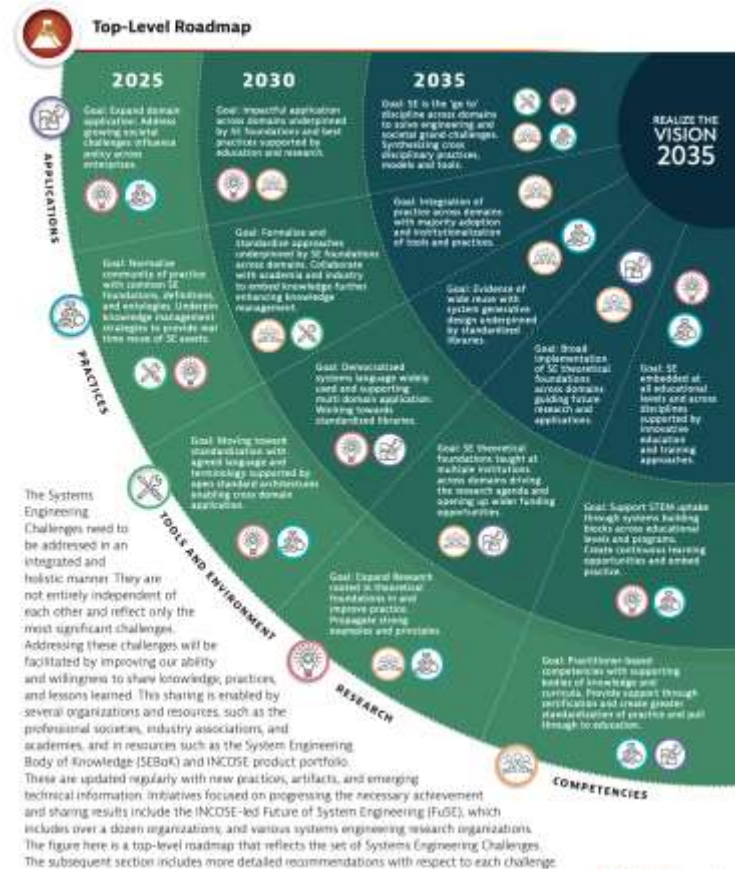 Top-Level Roadmap
2025
2030
2035
REALIZE THE
VISION
2035
Goal: Expand domain
application. Address
growing societal
challenges influence
policy across
enterprises.
Goal: Impactful application
across domains underpinned
by SE foundations and best
practices supported by
education and research.
Goal: SE is the 'go to'
discipline across domains
to solve engineering and
societal grand challenges.
Synthesizing cross
disciplinary practices,
models and tools.
APPLICATIONS
Goal: Normalise
community of practice
with common SE
foundations, definitions,
and ontologies. Underpin
knowledge management
strategies to provide real
time reuse of SE assets.
Goal: Formalise and
standardise approaches
underpinned by SE foundations
across domains. Collaborate
with academia and industry
to embed knowledge further
enhancing knowledge
management.
Goal: Integration of
practice across domains
with majority adoption
and institutionalization
of tools and practices.
PRACTICES
Goal: Moving toward
standardization with
agreed language and
terminology supported by
open standard architectures
enabling cross domain
application.
Goal: Democratised
systems language widely
used and supporting
multi domain application.
Working towards
standardized libraries.
Goal: Evidence of
wide reuse with
system generative
design underpinned
by standardized
libraries.
TOOLS AND ENVIRONMENT
Goal: Expand Research
rooted in theoretical
foundations in and
improve practice.
Propagate strong
examples and principles
Goal: SE theoretical
foundations taught at
multiple institutions
across domains driving
the research agenda and
opening up wider funding
opportunities.
Goal: Broad
implementation
of SE theoretical
foundations
across domains
guiding future
research and
applications.
RESEARCH
Goal: Practitioner-based
competencies with supporting
bodies of knowledge and
curricula. Provide support through
certification and create greater
standardization of practice and pull
through to education.
Goal: Support STEM uptake
through systems building
blocks across educational
levels and programs.
Create continuous learning
opportunities and embed
practice.
Goal: SE
embedded at
all educational
levels and across
disciplines
supported by
innovative
education
and training
approaches.
COMPETENCIES
The Systems
Engineering
Challenges need to
be addressed in an
integrated and
holistic manner. They are
not entirely independent of
each other and reflect only the
most significant challenges.
Addressing these challenges will be
facilitated by improving our ability
and willingness to share knowledge, practices,
and lessons learned. This sharing is enabled by
several organizations and resources, such as the
professional societies, industry associations, and
academies, and in resources such as the System Engineering
Body of Knowledge (SEBoK) and INCOSE product portfolio.
These are updated regularly with new practices, artifacts, and emerging
technical information. Initiatives focused on progressing the necessary achievement
and sharing results include the INCOSE-led Future of System Engineering (FuSE), which
includes over a dozen organizations, and various systems engineering research organizations.
The figure here is a top-level roadmap that reflects the set of Systems Engineering Challenges.
The subsequent section includes more detailed recommendations with respect to each challenge.